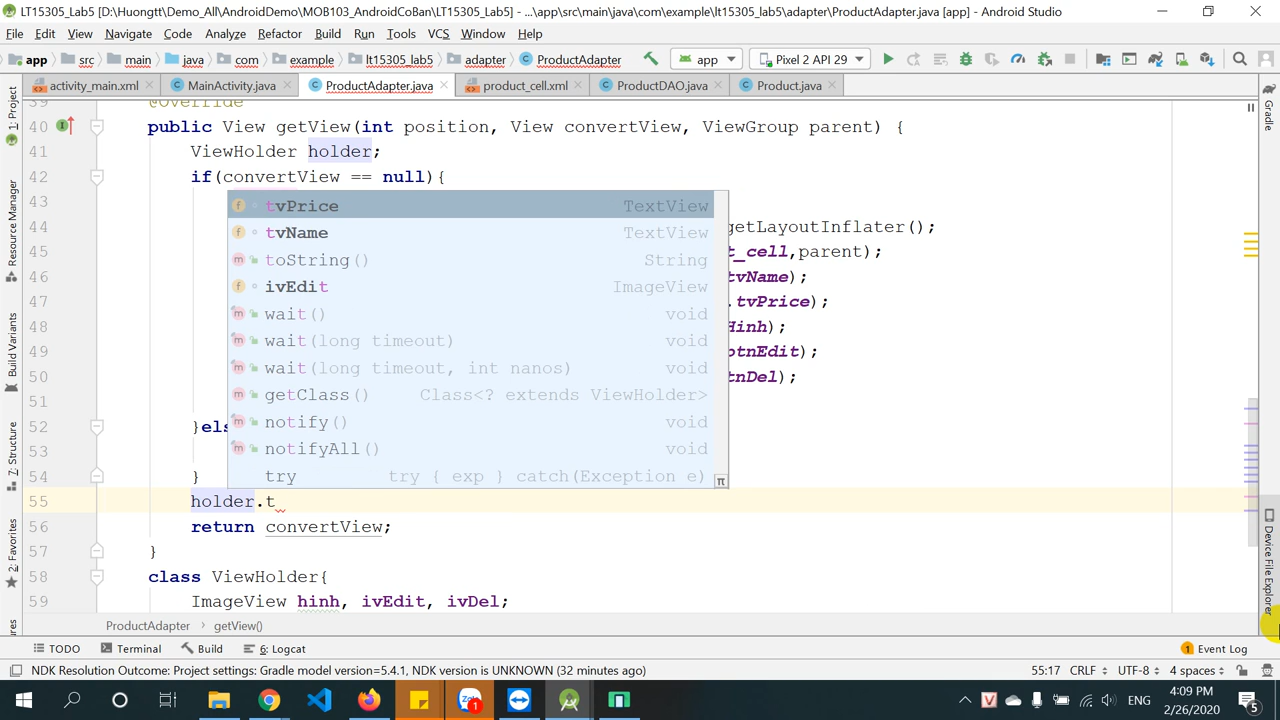 LT15305_Lab5 [D:\Huongtt\Demo_All\AndroidDemo\MOB103_AndroidCoBan\LT15305_Lab5] - ...\app\src\main\java\com\example\lt15305_lab5\adapter\ProductAdapter.java [app] - Android Studio
File Edit View Navigate Code Analyze Refactor Build Run Tools VCS Window Help
app src main java com example lt15305_lab5 adapter ProductAdapter app Pixel 2 API 29
activity_main.xml MainActivity.java ProductAdapter.java product_cell.xml ProductDAO.java Product.java
39 @Override
40 public View getView(int position, View convertView, ViewGroup parent) {
41 ViewHolder holder;
42 if(convertView == null){
43
44 getLayoutInflater();
45 t_cell,parent);
46 tvName);
47 .tvPrice);
48 Hinh);
49 btnEdit);
50 tnDel);
51
52 }els
53
54 }
55 holder.t
56 return convertView;
57 }
58 class ViewHolder{
59 ImageView hinh, ivEdit, ivDel;
tvPrice TextView
tvName TextView
toString() String
ivEdit ImageView
wait() void
wait(long timeout) void
wait(long timeout, int nanos) void
getClass() Class<? extends ViewHolder>
notify() void
notifyAll() void
try try { exp } catch(Exception e)
π
1: Project
Resource Manager
Build Variants
7: Structure
2: Favorites
ures
Gradle
Device File Explorer
ProductAdapter getView()
TODO Terminal Build 6: Logcat 1 Event Log
NDK Resolution Outcome: Project settings: Gradle model version=5.4.1, NDK version is UNKNOWN (32 minutes ago) 55:17 CRLF UTF-8 4 spaces
Zalo 1 V ENG 4:09 PM
2/26/2020 5